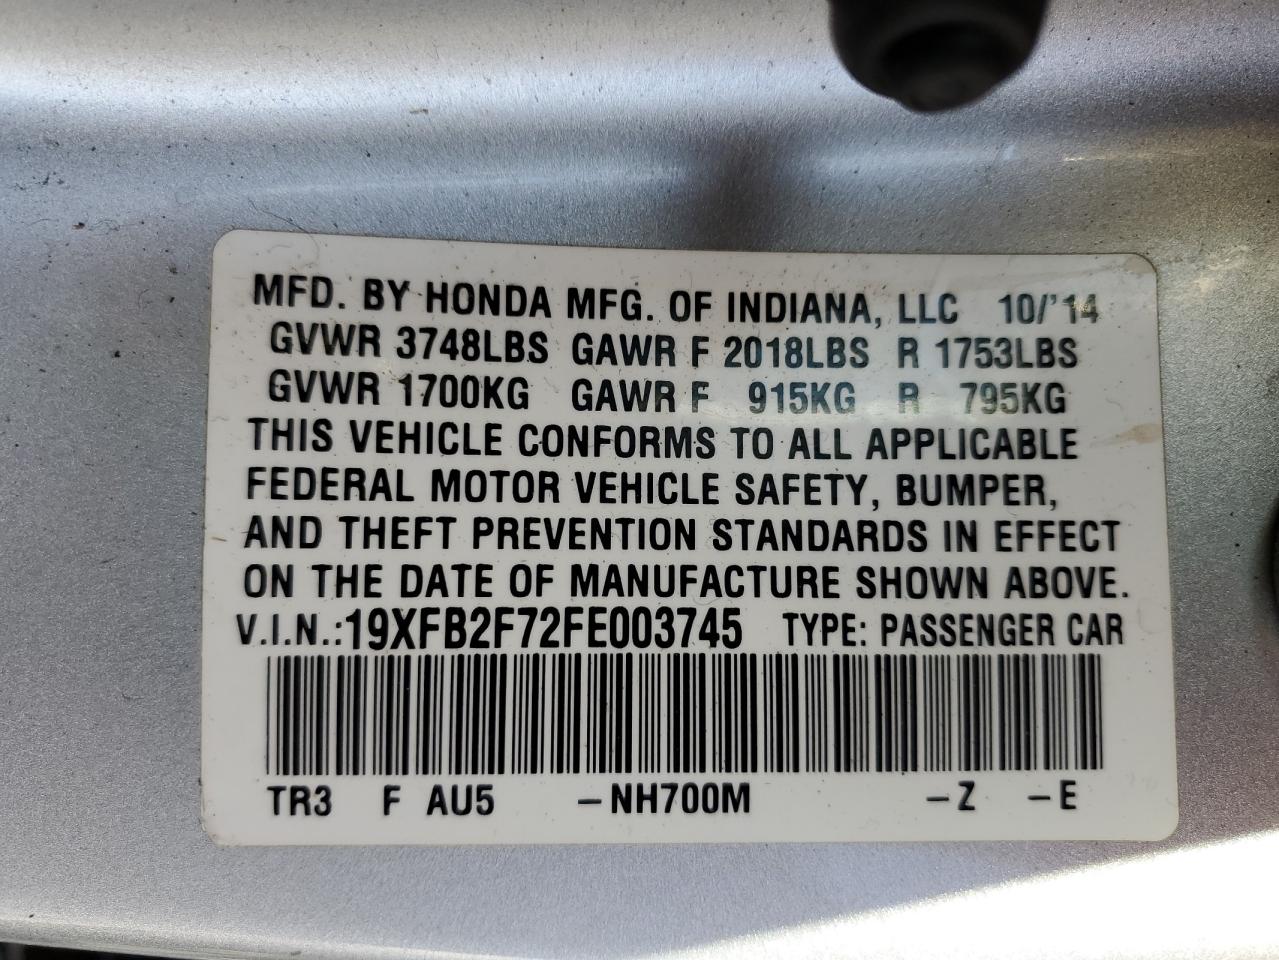 MFD. BY HONDA MFG. OF INDIANA, LLC 10/'14
GVWR 3748LBS GAWR F 2018LBS R 1753LBS
GVWR 1700KG GAWR F 915KG R 795KG
THIS VEHICLE CONFORMS TO ALL APPLICABLE
FEDERAL MOTOR VEHICLE SAFETY, BUMPER,
AND THEFT PREVENTION STANDARDS IN EFFECT
ON THE DATE OF MANUFACTURE SHOWN ABOVE.
V.I.N.:19XFB2F72FE003745 TYPE: PASSENGER CAR
TR3 F AU5 –NH700M –Z –E